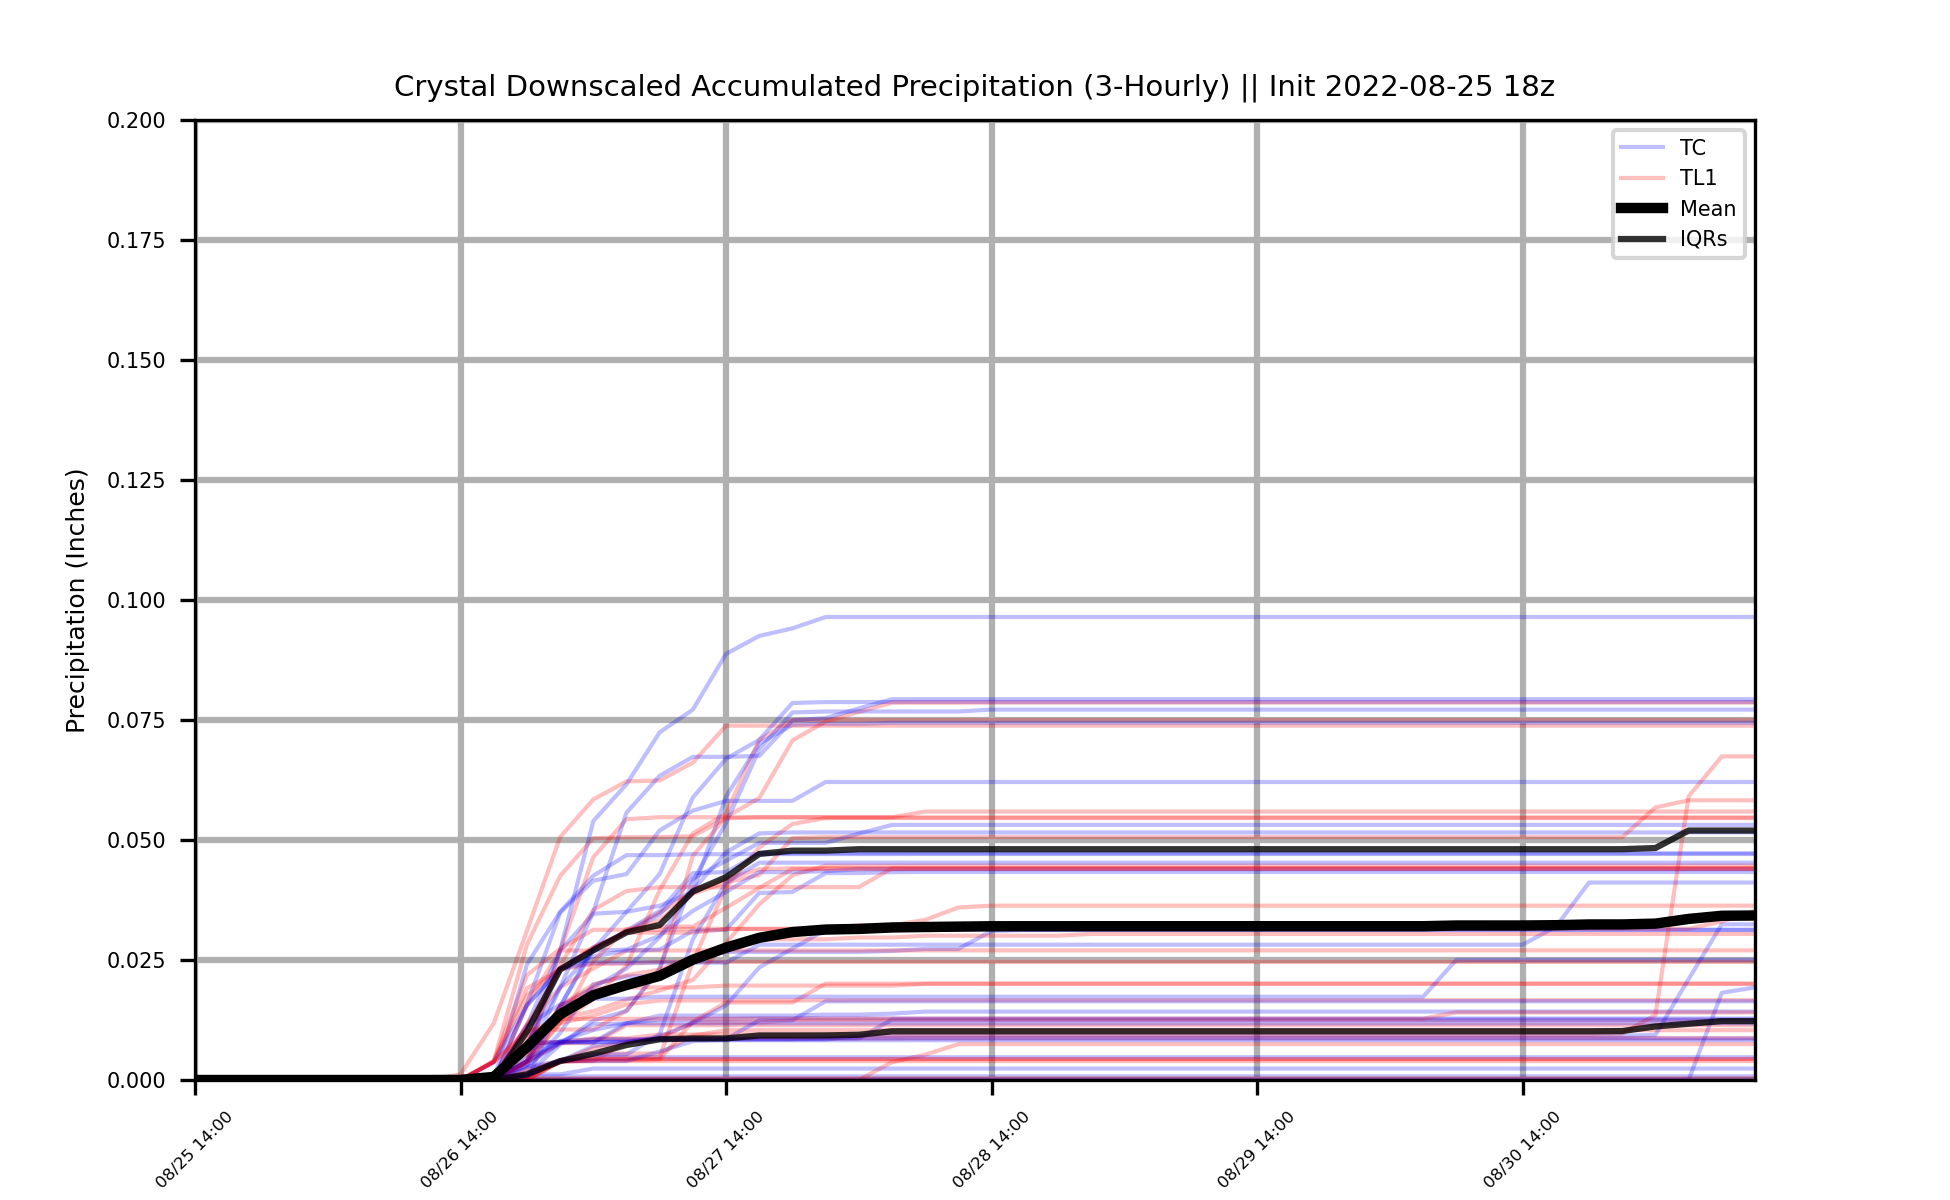 Crystal Downscaled Accumulated Precipitation (3-Hourly) || Init 2022-08-25 18z
Precipitation (Inches)
0.200
0.175
0.150
0.125
0.100
0.075
0.050
0.025
0.000
TC
TL1
Mean
IQRs
08/25 14:00
08/26 14:00
08/27 14:00
08/28 14:00
08/29 14:00
08/30 14:00